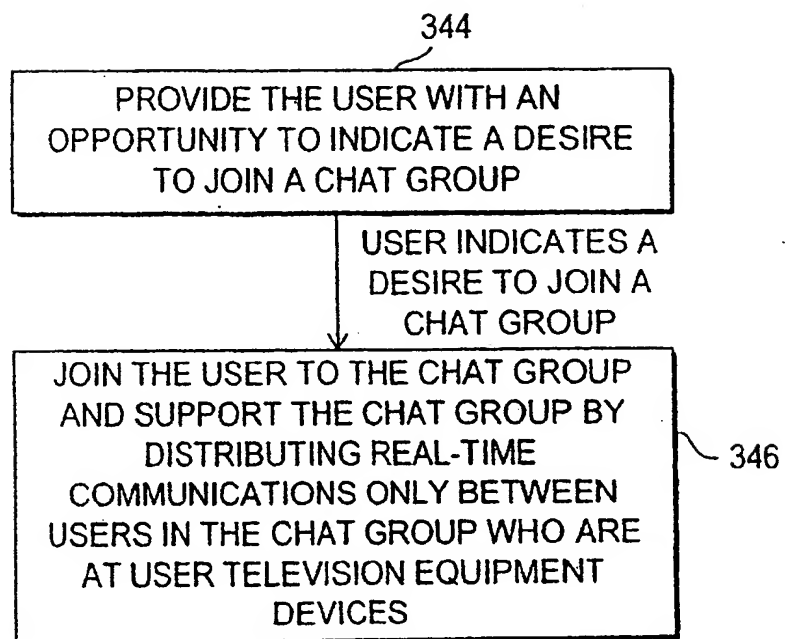 344
PROVIDE THE USER WITH AN
OPPORTUNITY TO INDICATE A DESIRE
TO JOIN A CHAT GROUP
USER INDICATES A
DESIRE TO JOIN A
CHAT GROUP
JOIN THE USER TO THE CHAT GROUP
AND SUPPORT THE CHAT GROUP BY
DISTRIBUTING REAL-TIME
COMMUNICATIONS ONLY BETWEEN
USERS IN THE CHAT GROUP WHO ARE
AT USER TELEVISION EQUIPMENT
DEVICES
346